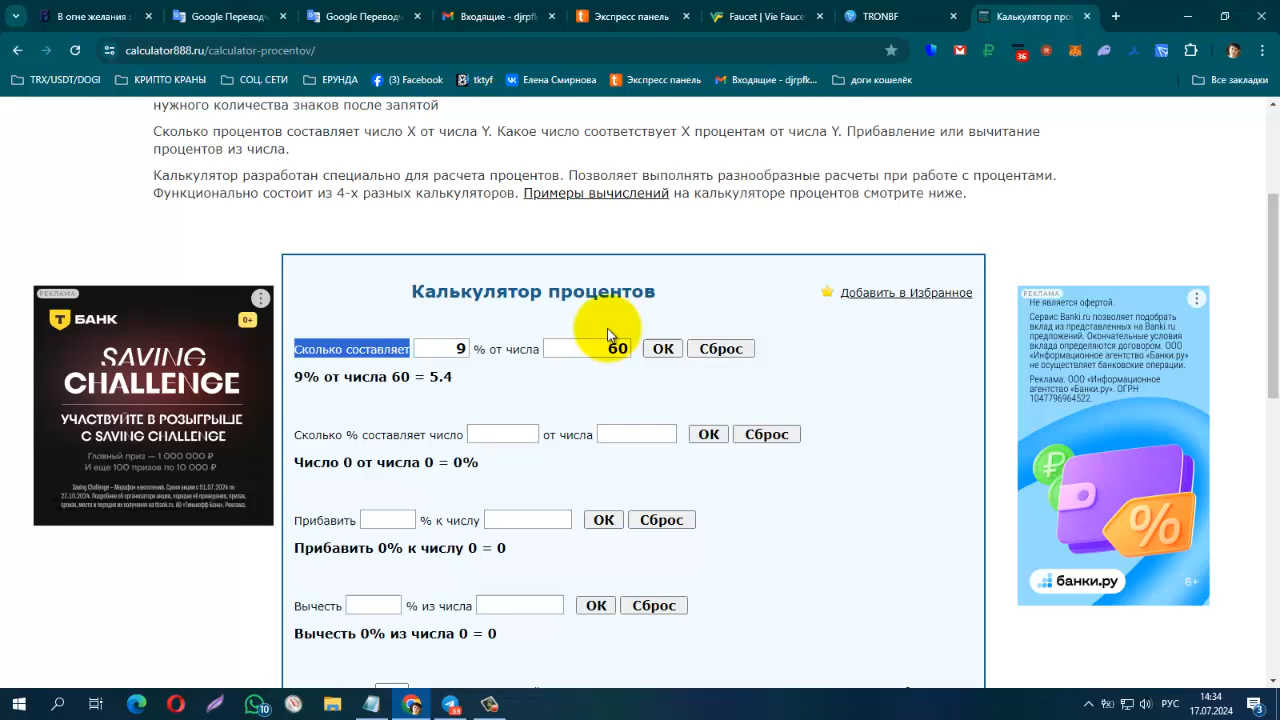 В огне желания
Google Перевод
Google Перевод
Входящие - djrpf
Экспресс панель
Faucet | Vie Fauce
TRONBF
Калькулятор про
calculator888.ru/calculator-procentov/
36
TRX/USDT/DOGI
КРИПТО КРАНЫ
СОЦ. СЕТИ
ЕРУНДА
(3) Facebook
tktyf
Елена Смирнова
Экспресс панель
Входящие - djrpfk...
доги кошелёк
Все закладки
нужного количества знаков после запятой
Сколько процентов составляет число X от числа Y. Какое число соответствует X процентам от числа Y. Прибавление или вычитание
процентов из числа.
Калькулятор разработан специально для расчета процентов. Позволяет выполнять разнообразные расчеты при работе с процентами.
Функционально состоит из 4-х разных калькуляторов. Примеры вычислений на калькуляторе процентов смотрите ниже.
РЕКЛАМА
Т БАНК
0+
SAVING
CHALLENGE
УЧАСТВУЙТЕ В РОЗЫГРЫШЕ
С SAVING CHALLENGE
Главный приз — 1 000 000 ₽
И еще 100 призов по 10 000 ₽
Калькулятор процентов
Добавить в Избранное
Сколько составляет 9 % от числа 60 ОК Сброс
9% от числа 60 = 5.4
Сколько % составляет число от числа ОК Сброс
Число 0 от числа 0 = 0%
Прибавить % к числу ОК Сброс
Прибавить 0% к числу 0 = 0
Вычесть % из числа ОК Сброс
Вычесть 0% из числа 0 = 0
РЕКЛАМА
Не является офертой.
Сервис Banki.ru позволяет подобрать
вклад из представленных на Banki.ru
предложений. Окончательные условия
вклада определяются договором. ООО
«Информационное агентство «Банки.ру»
не осуществляет банковские операции.
Реклама. ООО «Информационное
агентство «Банки.ру». ОГРН
1047796964522.
₽
%
банки.ру
6+
10
РУС
14:34
17.07.2024
3